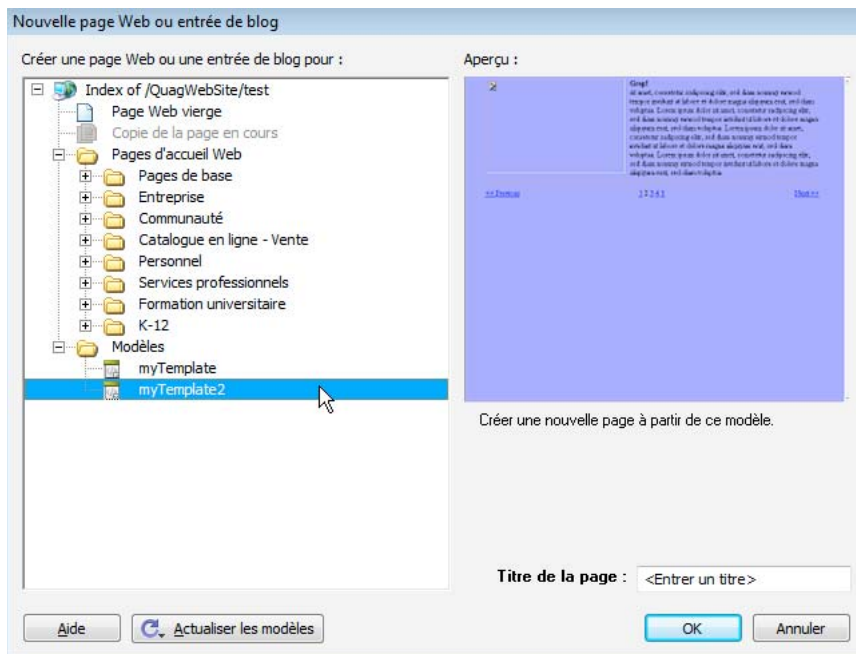 Nouvelle page Web ou entrée de blog
Créer une page Web ou une entrée de blog pour :
Index of /QuagWebSite/test
Page Web vierge
Copie de la page en cours
Pages d'accueil Web
Pages de base
Entreprise
Communauté
Catalogue en ligne - Vente
Personnel
Services professionnels
Formation universitaire
K-12
Modèles
myTemplate
myTemplate2
Aperçu :
Créer une nouvelle page à partir de ce modèle.
Titre de la page :
<Entrer un titre>
Aide
Actualiser les modèles
OK
Annuler